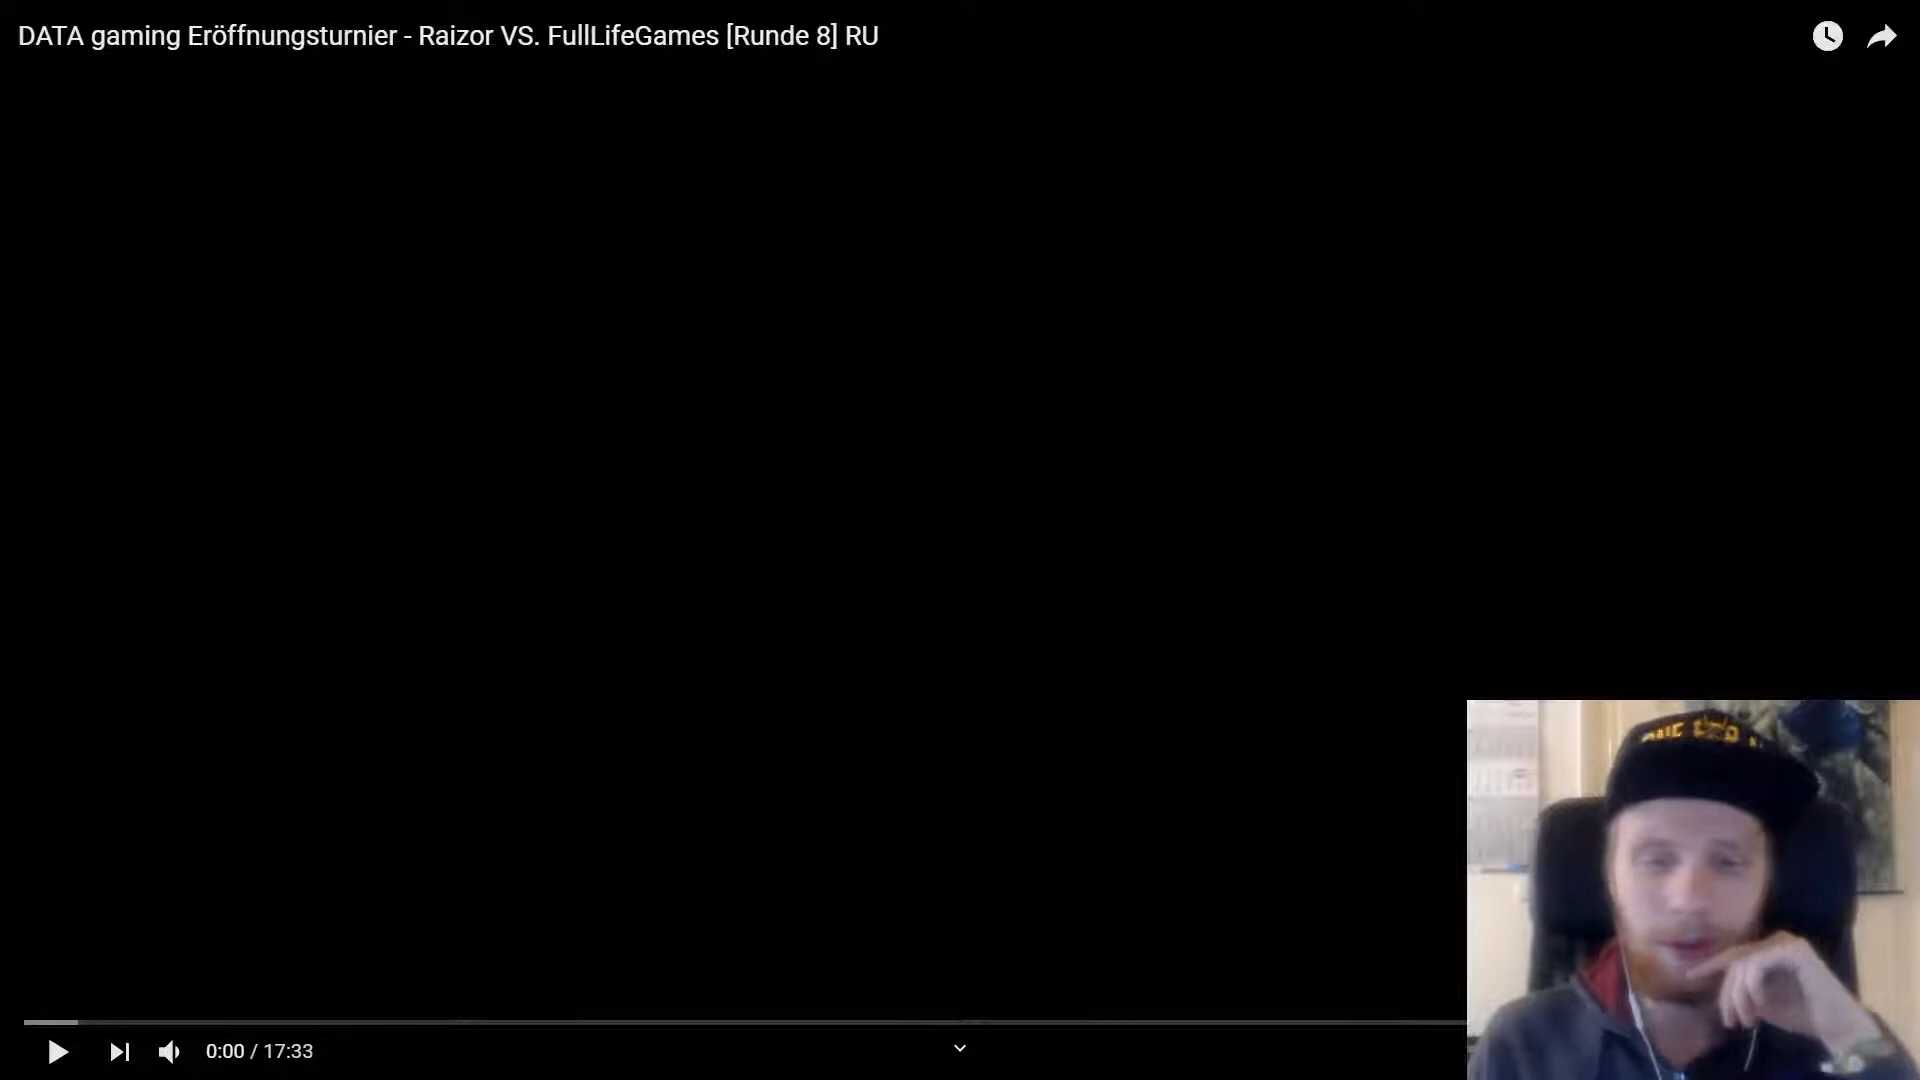 DATA gaming Eröffnungsturnier - Raizor VS. FullLifeGames [Runde 8] RU
0:00 / 17:33